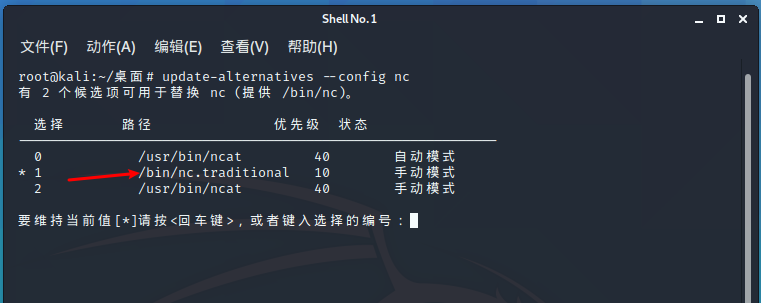 Shell No. 1
文件(F) 动作(A) 编辑(E) 查看(V) 帮助(H)
root@kali:~/桌面# update-alternatives --config nc
有 2 个候选项可用于替换 nc (提供 /bin/nc)。
选择 路径 优先级 状态
------------------------------------------------------------
0 /usr/bin/ncat 40 自动模式
* 1 /bin/nc.traditional 10 手动模式
2 /usr/bin/ncat 40 手动模式
要维持当前值[*]请按<回车键>，或者键入选择的编号：